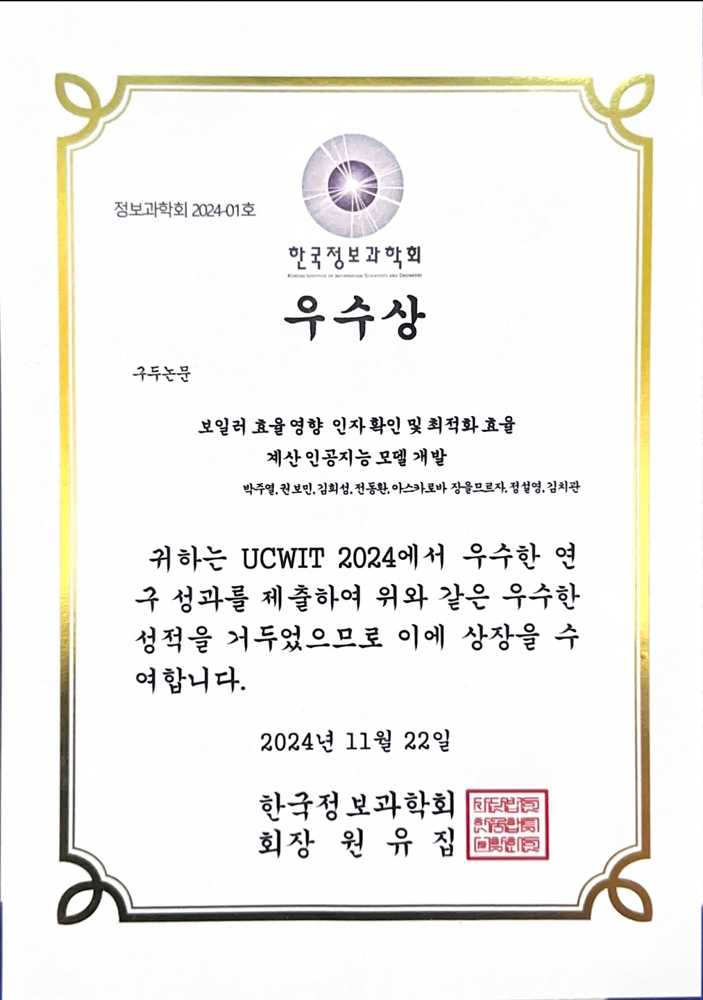 정보과학회 2024-01호
한국정보과학회
Korean Institute of Information Scientists and Engineers
우수상
구두논문
보일러 효율 영향 인자 확인 및 최적화 효율
계산 인공지능 모델 개발
박주열, 권보민, 김희성, 전동환, 아스카로바 장을므르자, 정설영, 김치관
귀하는 UCWIT 2024에서 우수한 연
구 성과를 제출하여 위와 같은 우수한
성적을 거두었으므로 이에 상장을 수
여합니다.
2024년 11월 22일
한국정보과학회
회장 원 유 집